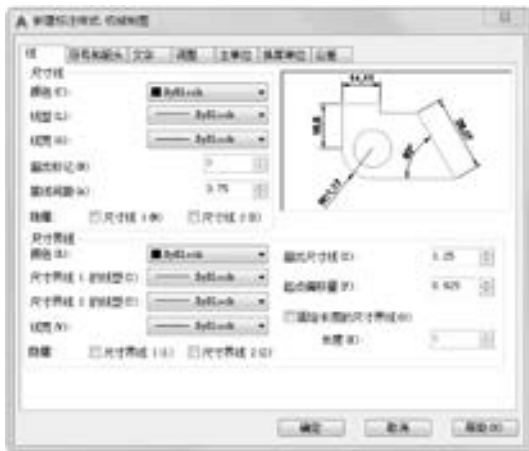 新建标注样式: 机械制图
线 符号和箭头 文字 调整 主单位 换算单位 公差
尺寸线
颜色(C): ByBlock
线型(L): ByBlock
线宽(G): ByBlock
超出标记(N): 0
基线间距(A): 3.75
隐藏: 尺寸线 1(M) 尺寸线 2(D)
尺寸界线
颜色(R): ByBlock
尺寸界线 1 的线型(I): ByBlock
尺寸界线 2 的线型(T): ByBlock
线宽(W): ByBlock
隐藏: 尺寸界线 1(1) 尺寸界线 2(2)
超出尺寸线(X): 1.25
起点偏移量(F): 0.625
固定长度的尺寸界线(O)
长度(E): 1
确定 取消 帮助(H)